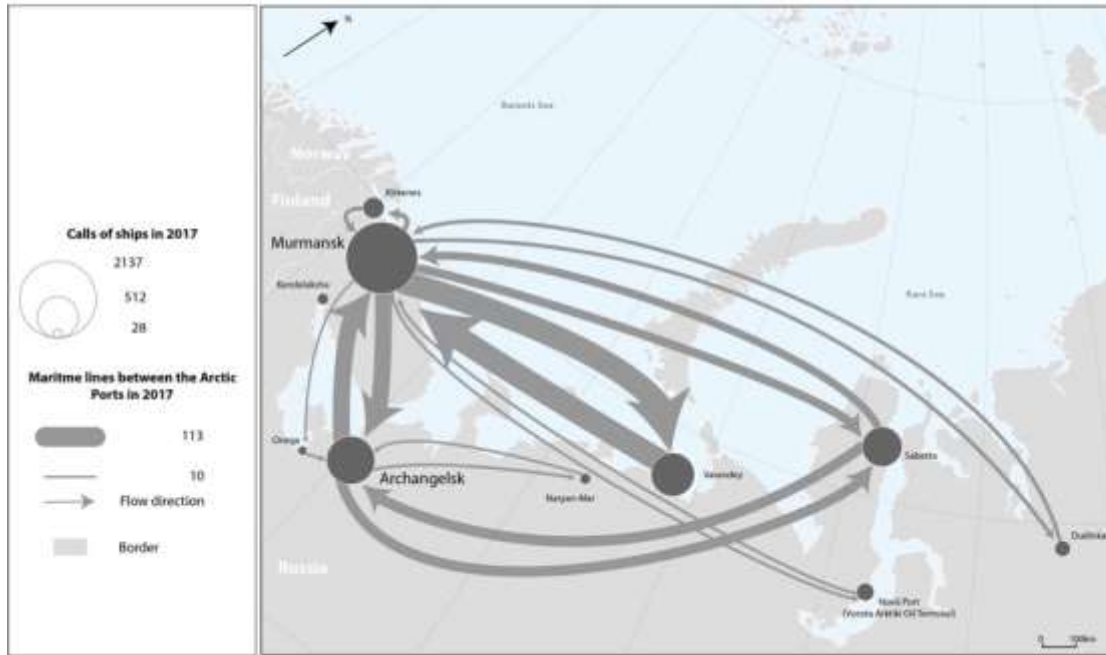 Calls of ships in 2017
2137
512
28
Maritme lines between the Arctic
Ports in 2017
113
10
Flow direction
Border
N
Barents Sea
Norway
Finland
Kirkenes
Murmansk
Kandalaksha
Kara Sea
Onega
Archangelsk
Naryan-Mar
Varandey
Sabetta
Dudinka
Russia
Novii Port
(Vorota Arktiki Oil Terminal)
0 100km